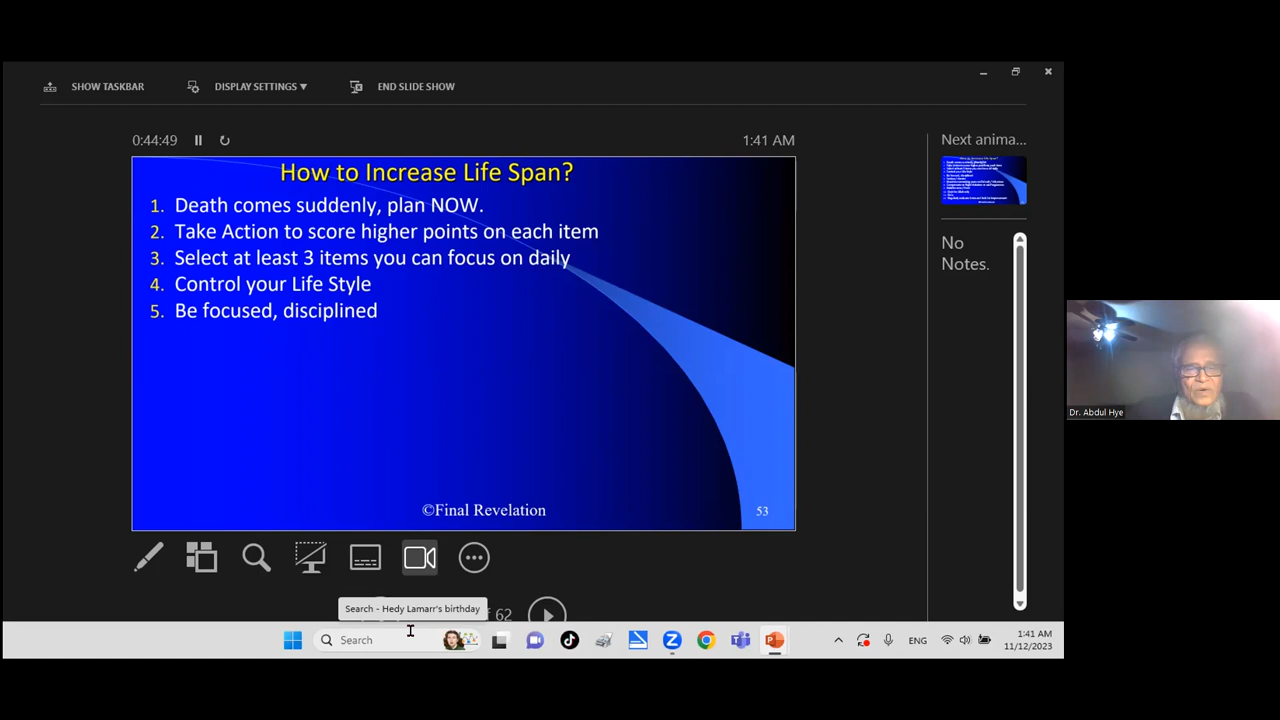 SHOW TASKBAR
DISPLAY SETTINGS ▼
END SLIDE SHOW
0:44:49
1:41 AM
Next anima...
How to Increase Life Span?
1. Death comes suddenly, plan NOW.
2. Take Action to score higher points on each item
3. Select at least 3 items you can focus on daily
4. Control your Life Style
5. Be focused, disciplined
©Final Revelation
53
No
Notes.
Dr. Abdul Hye
Search - Hedy Lamarr's birthday
62
Search
ENG
1:41 AM
11/12/2023